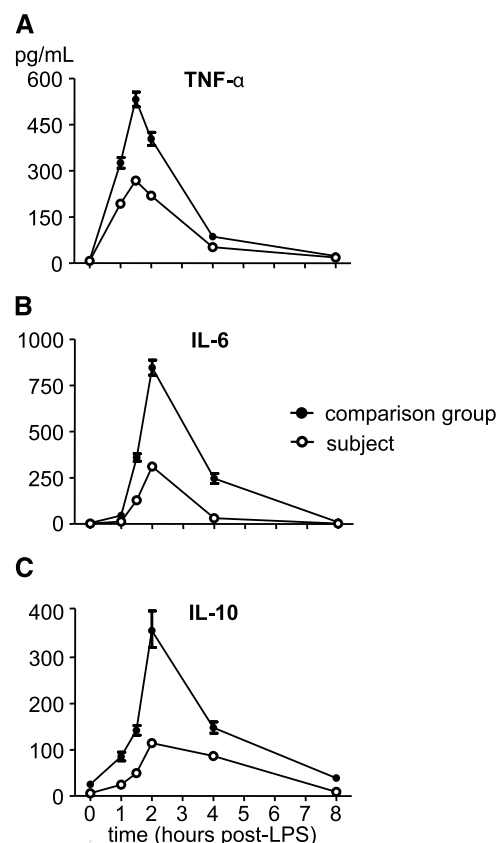 A
pg/mL
TNF-α
600
450
300
150
0
B
IL-6
1000
750
500
250
0
comparison group
subject
C
IL-10
400
300
200
100
0
0 1 2 3 4 5 6 7 8
time (hours post-LPS)